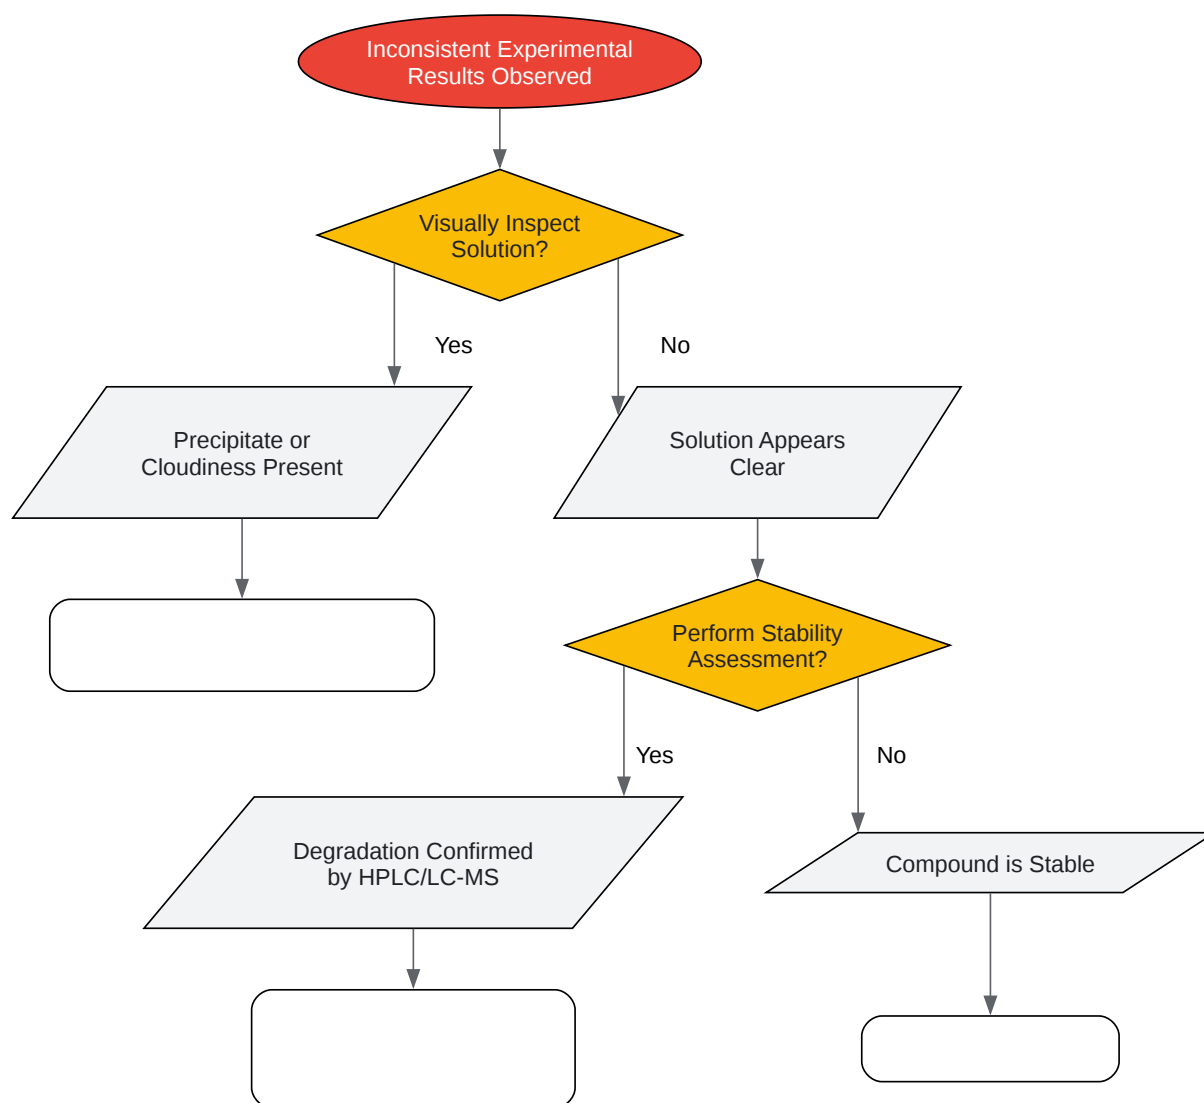 Inconsistent Experimental
Results Observed
Visually Inspect
Solution?
Yes
No
Precipitate or
Cloudiness Present
Solution Appears
Clear
Perform Stability
Assessment?
Yes
No
Degradation Confirmed
by HPLC/LC-MS
Compound is Stable